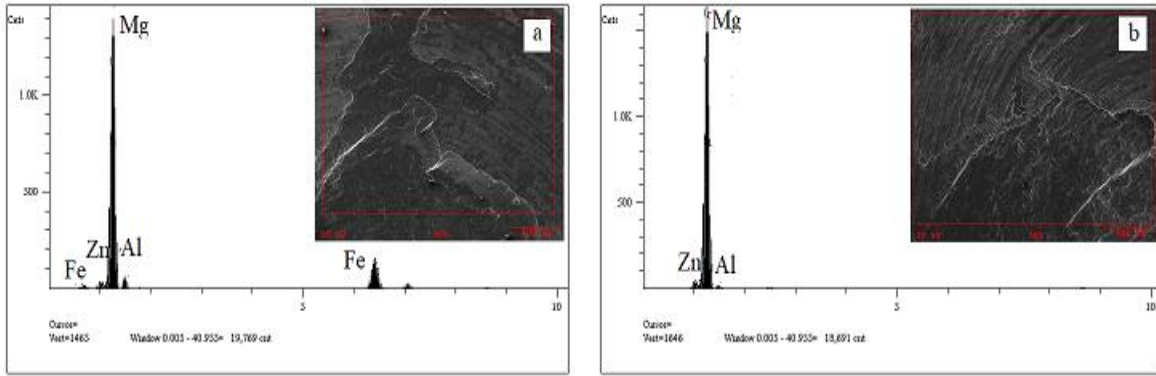 Cnts
Mg
a
1.0K
500
Zn
Al
Fe
Fe
5
10
Cursor=
Vert=1463 Window 0.005 - 40.955= 19,769 cnt
Cnts
Mg
b
1.0K
500
Zn
Al
5
10
Cursor=
Vert=1646 Window 0.005 - 40.955= 18,691 cnt